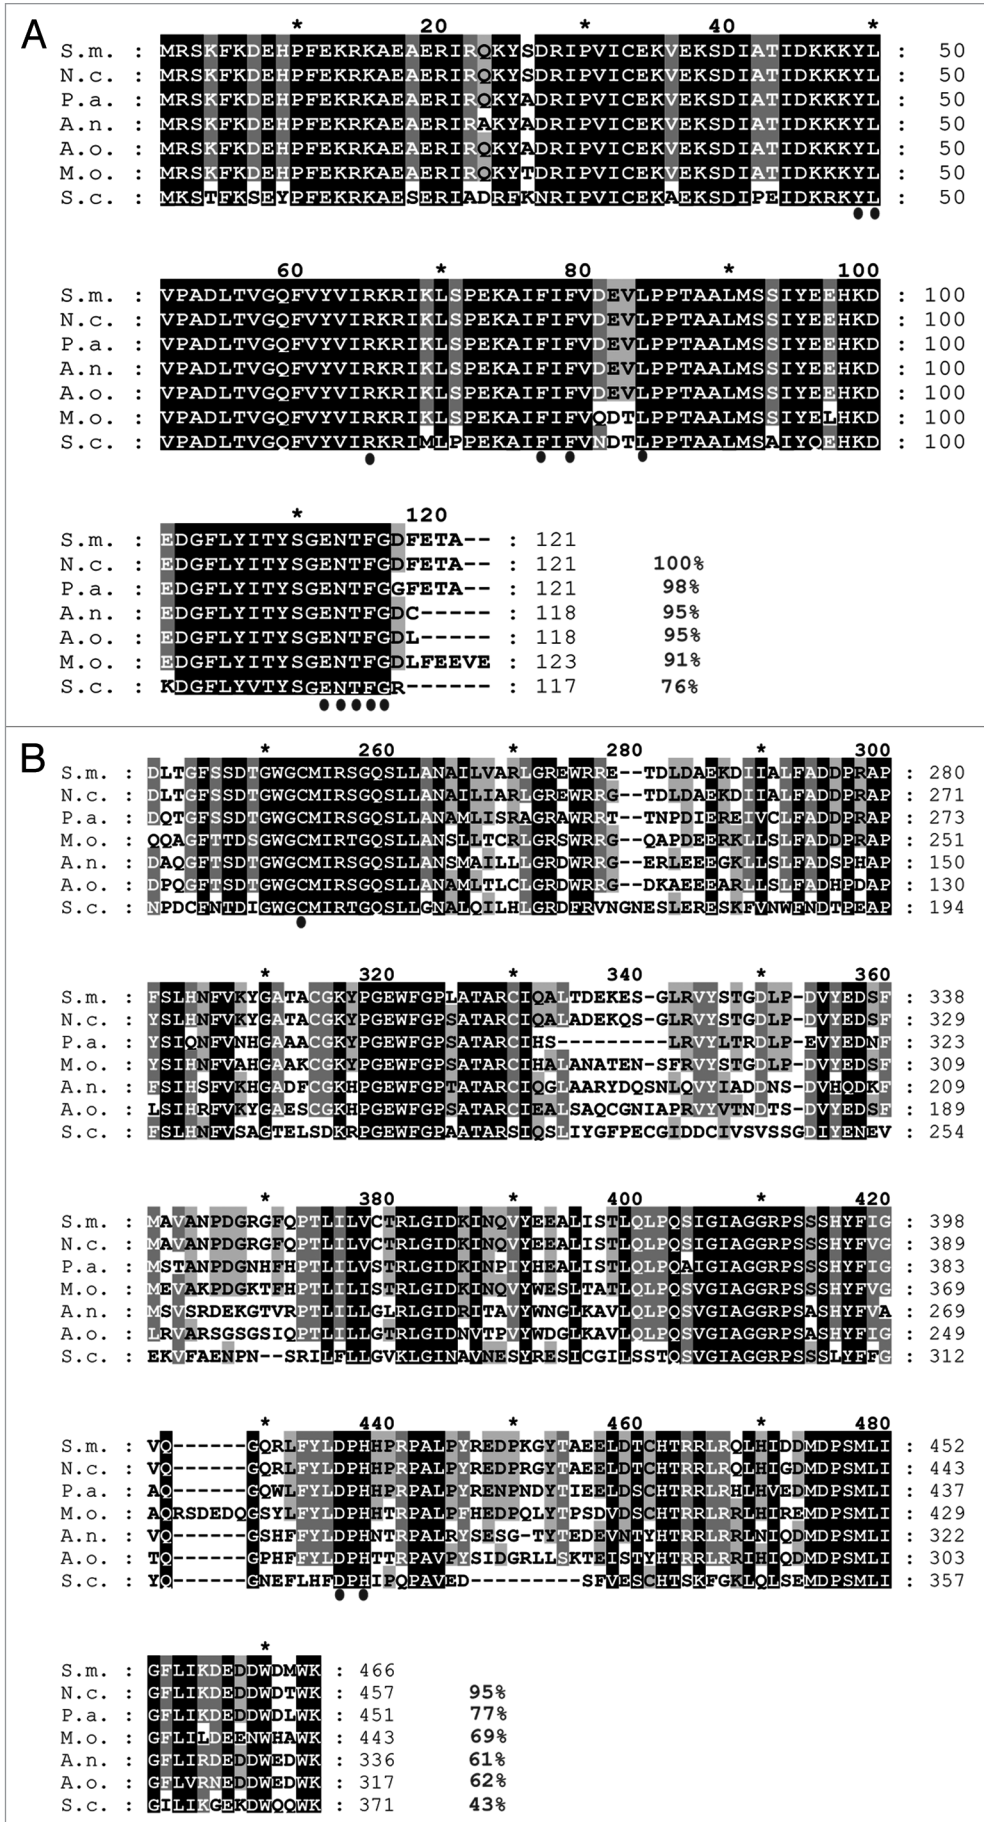 A
* 20 * 40 *
S.m. : MRSKFKDEHPFEKRKAEAERIRQKYSDRIPVICEKVEKSDIATIDKKKYL : 50
N.c. : MRSKFKDEHPFEKRKAEAERIRQKYSDRIPVICEKVEKSDIATIDKKKYL : 50
P.a. : MRSKFKDEHPFEKRKAEAERIRQKYADRIPVICEKVEKSDIATIDKKKYL : 50
A.n. : MRSKFKDEHPFEKRKAEAERIRAKYADRIPVICEKVEKSDIATIDKKKYL : 50
A.o. : MRSKFKDEHPFEKRKAEAERIRQKYADRIPVICEKVEKSDIATIDKKKYL : 50
M.o. : MRSKFKDEHPFEKRKAEAERIRQKYTDRIPVICEKVEKSDIATIDKKKYL : 50
S.c. : MKSTFKSEYPFEKRKAESERIADRFKNRIPVICEKAEKSDIPEIDKRKYL : 50
60 * 80 * 100
S.m. : VPADLTVGQFVYVIRKRIKLSPEKAIFIFVDEVLPPTAALMSSIYEEHKD : 100
N.c. : VPADLTVGQFVYVIRKRIKLSPEKAIFIFVDEVLPPTAALMSSIYEEHKD : 100
P.a. : VPADLTVGQFVYVIRKRIKLSPEKAIFIFVDEVLPPTAALMSSIYEEHKD : 100
A.n. : VPADLTVGQFVYVIRKRIKLSPEKAIFIFVDEVLPPTAALMSSIYEEHKD : 100
A.o. : VPADLTVGQFVYVIRKRIKLSPEKAIFIFVDEVLPPTAALMSSIYEEHKD : 100
M.o. : VPADLTVGQFVYVIRKRIKLSPEKAIFIFVQDTLPPTAALMSSIYELHKD : 100
S.c. : VPADLTVGQFVYVIRKRIMLPPEKAIFIFVNDTLPPTAALMSAIYQEHKD : 100
* 120
S.m. : EDGFLYITYSGENTFGDFETA-- : 121
N.c. : EDGFLYITYSGENTFGDFETA-- : 121 100%
P.a. : EDGFLYITYSGENTFGGFETA-- : 121 98%
A.n. : EDGFLYITYSGENTFGDC----- : 118 95%
A.o. : EDGFLYITYSGENTFGDL----- : 118 95%
M.o. : EDGFLYITYSGENTFGDLFEEVE : 123 91%
S.c. : KDGFLYVTYSGENTFGR------ : 117 76%
B
* 260 * 280 * 300
S.m. : DLTGFSSDTGWGCMIRSGQSLLANAILVARLGREWRRE--TDLDAEKDIIALFADDPRAP : 280
N.c. : DLTGFSSDTGWGCMIRSGQSLLANAILIARLGREWRRG--TDLDAEKDIIALFADDPRAP : 271
P.a. : DQTGFSSDTGWGCMIRSGQSLLANAMLISRAGRAWRRT--TNPDIEREIVCLFADDPRAP : 273
M.o. : QQAGFTTDSGWGCMIRTGQSLLANSLLTCRLGRSWRRG--QAPDEERKLLSLFADDPRAP : 251
A.n. : DAQGFTSDTGWGCMIRSGQSLLANSMAILLLGRDWRRG--ERLEEEGKLLSLFADSPHAP : 150
A.o. : DPQGFTSDTGWGCMIRSGQSLLANAMLTLCLGRDWRRG--DKAEEEARLLSLFADHPDAP : 130
S.c. : NPDCFNTDIGWGCMIRTGQSLLGNALQILHLGRDFRVNGNESLERESKFVNWFNDTPEAP : 194
* 320 * 340 * 360
S.m. : FSLHNFVKYGATACGKYPGEWFGPLATARCIQALTDEKES-GLRVYSTGDLP-DVYEDSF : 338
N.c. : YSLHNFVKYGATACGKYPGEWFGPSATARCIQALADEKQS-GLRVYSTGDLP-DVYEDSF : 329
P.a. : YSIQNFVNHGAAACGKYPGEWFGPSATARCIHS---------LRVYLTRDLP-EVYEDNF : 323
M.o. : YSIHNFVAHGAAKCGKYPGEWFGPSATARCIHALANATEN-SFRVYSTGDLP-DVYEDSF : 309
A.n. : FSIHSFVKHGADFCGKHPGEWFGPTATARCIQGLAARYDQSNLQVYIADDNS-DVHQDKF : 209
A.o. : LSIHRFVKYGAESCGKHPGEWFGPSATARCIEALSAQCGNIAPRVYVTNDTS-DVYEDSF : 189
S.c. : FSLHNFVSAGTELSDKRPGEWFGPAATARSIQSLIYGFPECGIDDCIVSVSSGDIYENEV : 254
* 380 * 400 * 420
S.m. : MAVANPDGRGFQPTLILVCTRLGIDKINQVYEEALISTLQLPQSIGIAGGRPSSSHYFIG : 398
N.c. : MAVANPDGRGFQPTLILVCTRLGIDKINQVYEEALISTLQLPQSIGIAGGRPSSSHYFVG : 389
P.a. : MSTANPDGNHFHPTLILVSTRLGIDKINPIYHEALISTLQLPQAIGIAGGRPSSSHYFIG : 383
M.o. : MEVAKPDGKTFHPTLILISTRLGIDKINQVYWESLTATLQLPQSVGIAGGRPSSSHYFVG : 369
A.n. : MSVSRDEKGTVRPTLILLGLRLGIDRITAVYWNGLKAVLQLPQSVGIAGGRPSASHYFVA : 269
A.o. : LRVARSGSGSIQPTLILLGTRLGIDNVTPVYWDGLKAVLQLPQSVGIAGGRPSASHYFIG : 249
S.c. : EKVFAENPN--SRILFLLGVKLGINAVNESYRESICGILSSTQSVGIAGGRPSSSLYFFG : 312
* 440 * 460 * 480
S.m. : VQ------GQRLFYLDPHHPRPALPYREDPKGYTAEELDTCHTRRLRQLHIDDMDPSMLI : 452
N.c. : VQ------GQRLFYLDPHHPRPALPYREDPRGYTAEELDTCHTRRLRQLHIGDMDPSMLI : 443
P.a. : AQ------GQWLFYLDPHHPRPALPYRENPNDYTIEELDSCHTRRLRHLHVEDMDPSMLI : 437
M.o. : AQRSDEDQGSYLFYLDPHHTRPALPFHEDPQLYTPSDVDSCHTRRLRRLHIREMDPSMLI : 429
A.n. : VQ------GSHFFYLDPHNTRPALRYSESG-TYTEDEVNTYHTRRLRRLNIQDMDPSMLI : 322
A.o. : TQ------GPHFFYLDPHTTRPAVPYSIDGRLLSKTEISTYHTRRLRRIHIQDMDPSMLI : 303
S.c. : YQ------GNEFLHFDPHIPQPAVED---------SFVESCHTSKFGKLQLSEMDPSMLI : 357
*
S.m. : GFLIKDEDDWDMWK : 466
N.c. : GFLIKDEDDWDTWK : 457 95%
P.a. : GFLIKDEDDWDLWK : 451 77%
M.o. : GFLILDEENWHAWK : 443 69%
A.n. : GFLIRDEDDWEDWK : 336 61%
A.o. : GFLVRNEDDWEDWK : 317 62%
S.c. : GILIKGEKDWQQWK : 371 43%